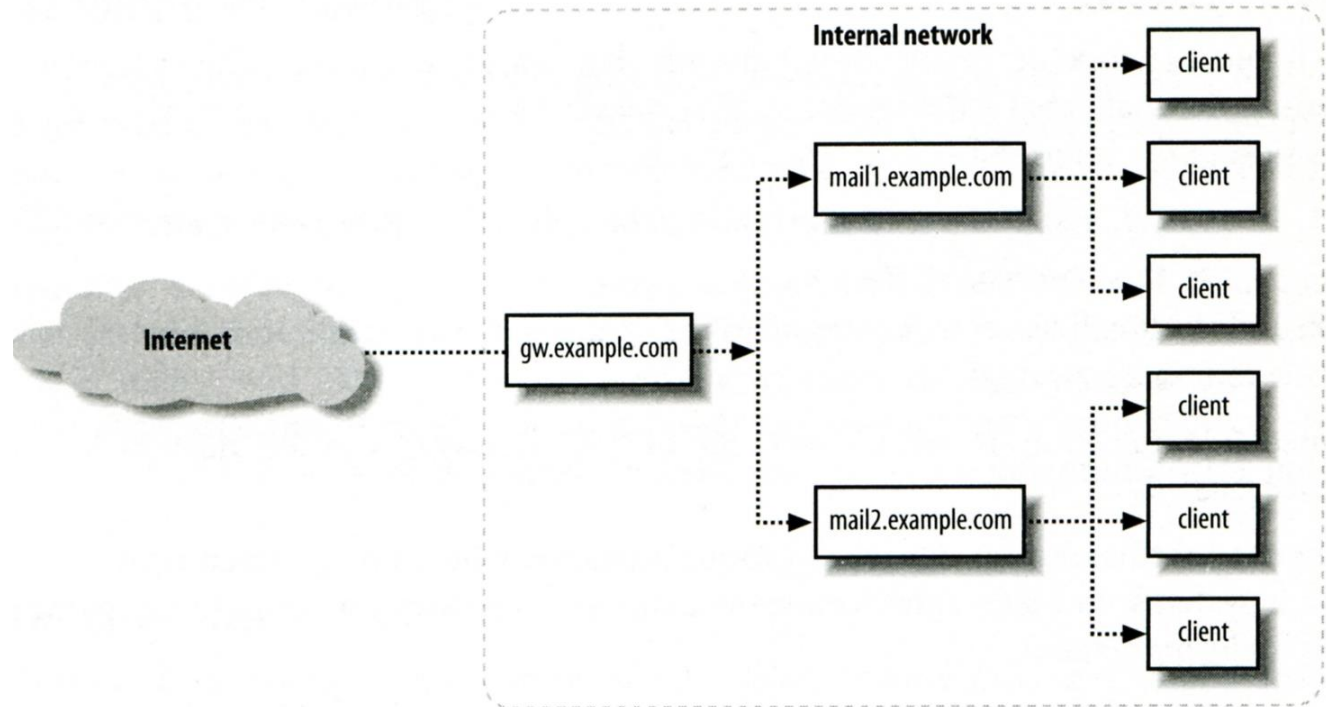 Internal network
client
mail1.example.com
client
client
Internet
gw.example.com
client
mail2.example.com
client
client